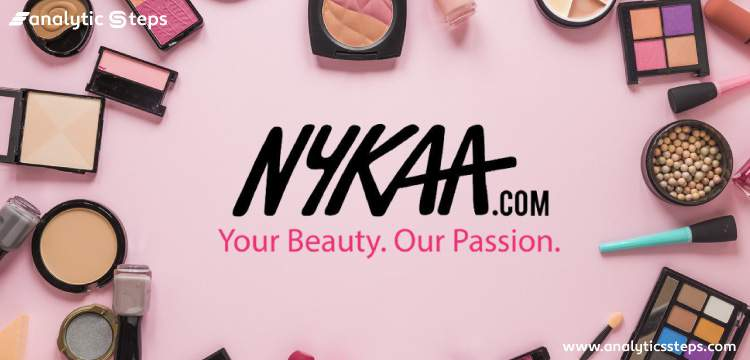 analytic Steps
NYKAA.COM
Your Beauty. Our Passion.
www.analyticssteps.com